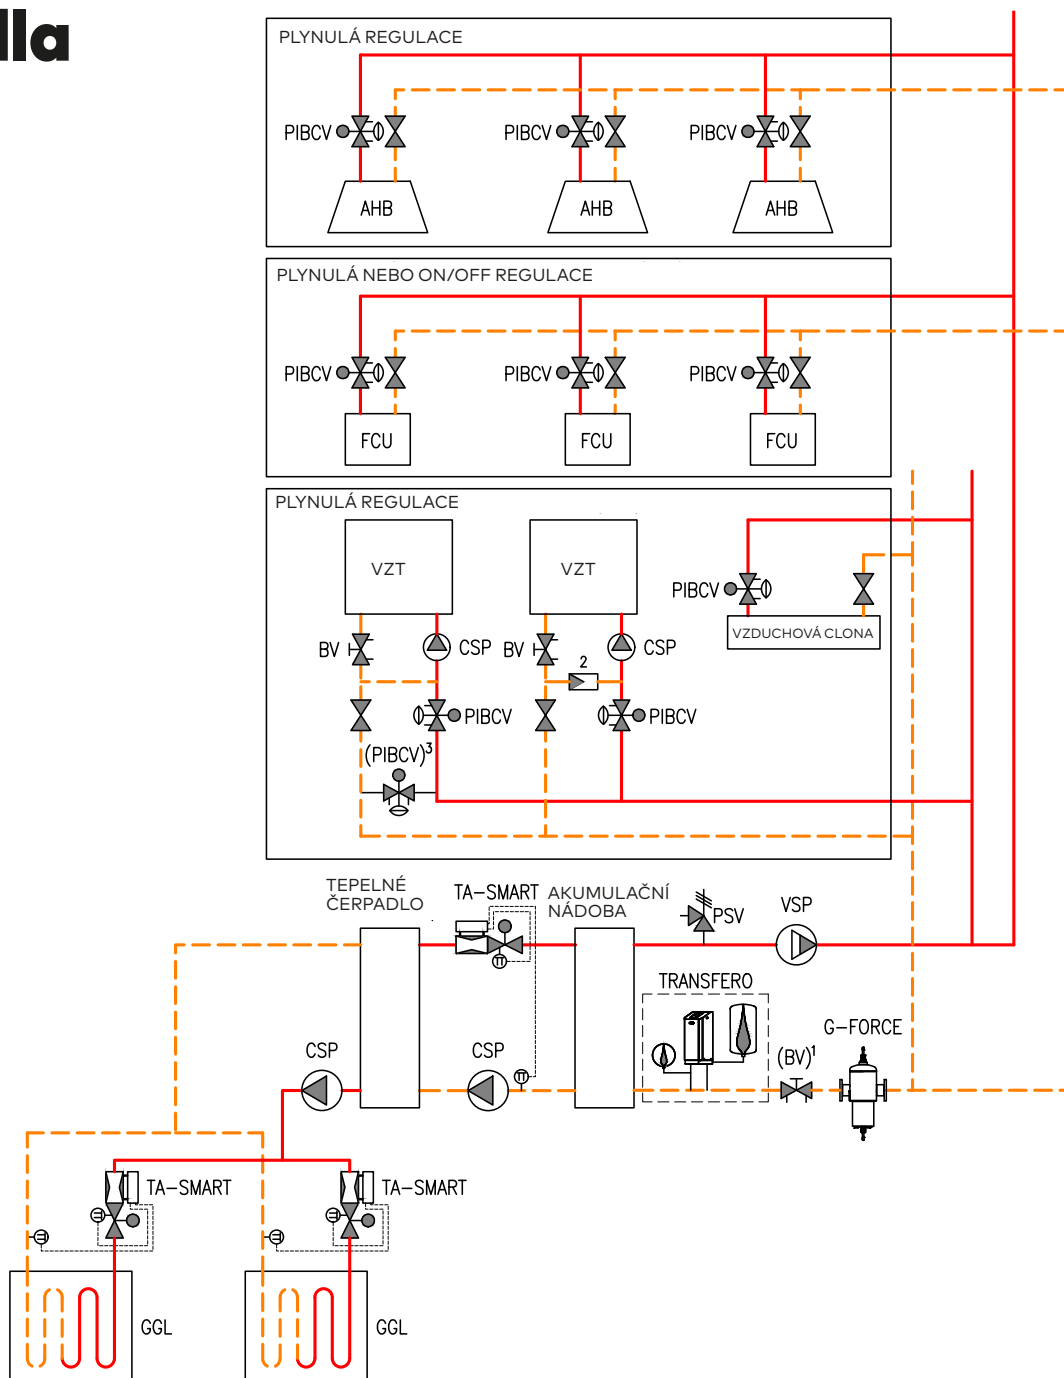 lla
PLYNULÁ REGULACE
PIBCV PIBCV PIBCV
AHB AHB AHB
PLYNULÁ NEBO ON/OFF REGULACE
PIBCV PIBCV PIBCV
FCU FCU FCU
PLYNULÁ REGULACE
VZT VZT
PIBCV
VZDUCHOVÁ CLONA
BV CSP BV CSP
2
PIBCV PIBCV
(PIBCV)³
TEPELNÉ
ČERPADLO
TA-SMART
AKUMULAČNÍ
NÁDOBA
PSV
VSP
TRANSFERO
G-FORCE
(BV)¹
CSP CSP
TA-SMART TA-SMART
GGL GGL